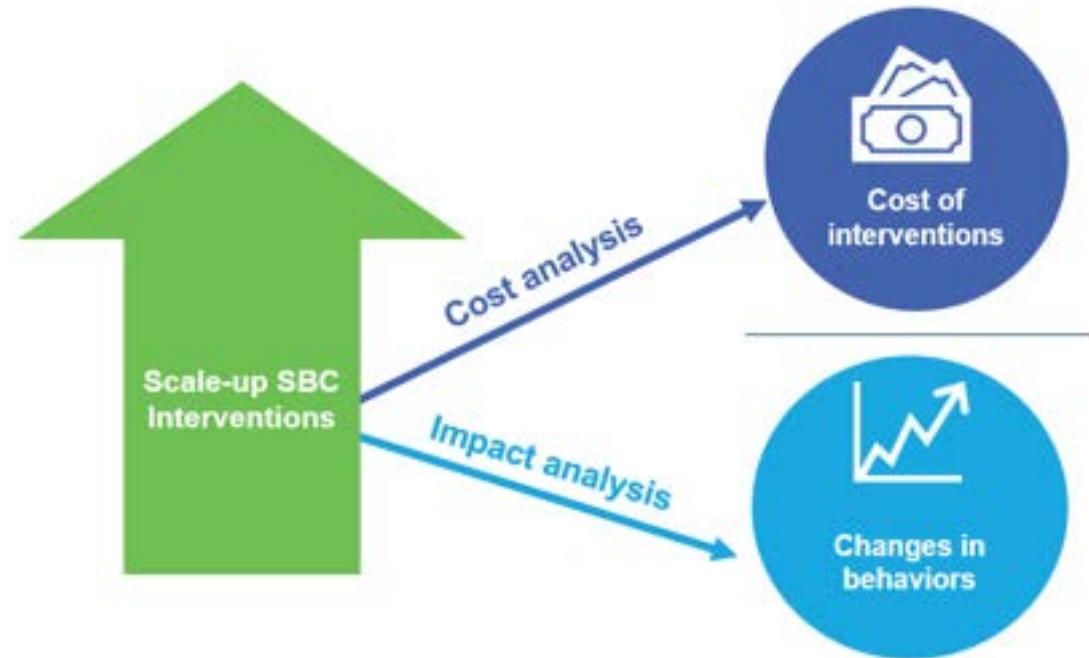 Scale-up SBC
Interventions
Cost analysis
Impact analysis
Cost of
interventions
Changes in
behaviors